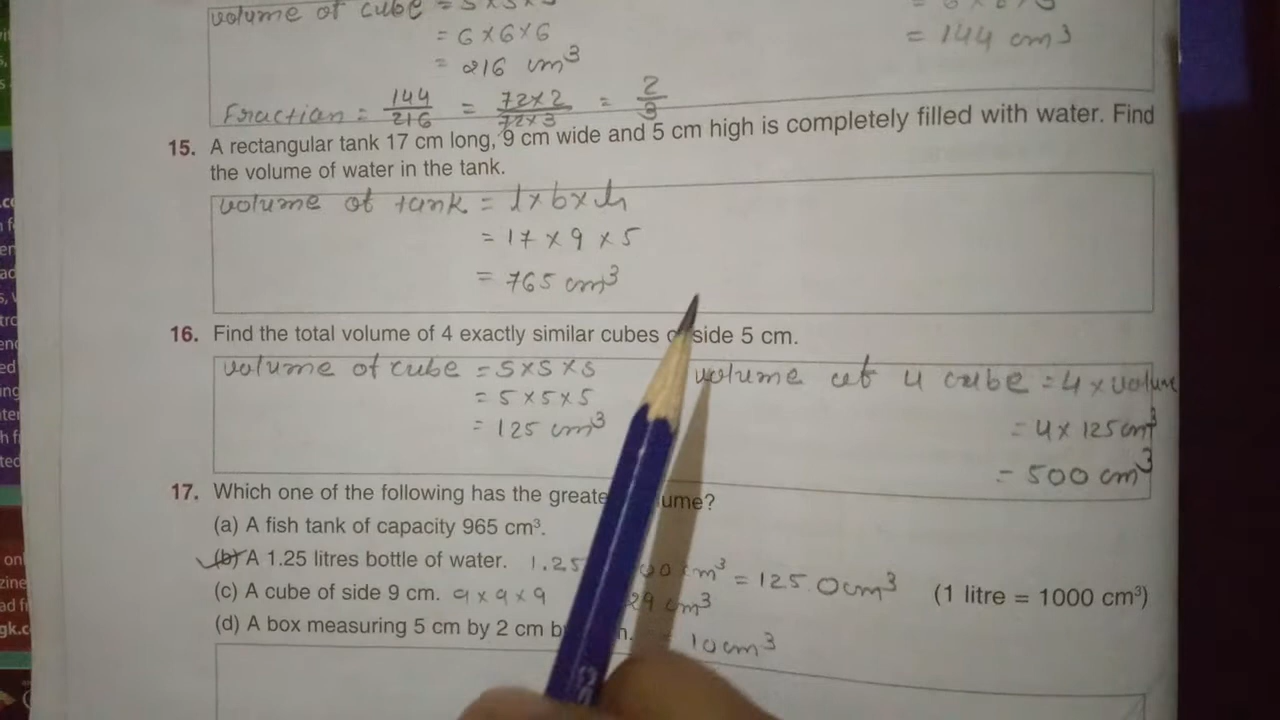 volume of cube = 5×5×5
= 6×6×6
= 216 cm³
= 144 cm³
Fraction = 144/216 = 72×2/72×3 = 2/3
15. A rectangular tank 17 cm long, 9 cm wide and 5 cm high is completely filled with water. Find
the volume of water in the tank.
volume of tank = l×b×h
= 17 × 9 × 5
= 765 cm³
16. Find the total volume of 4 exactly similar cubes side 5 cm.
volume of cube = S×S×S
= 5×5×5
= 125 cm³
volume of 4 cube = 4 × volume
= 4 × 125 cm³
= 500 cm³
17. Which one of the following has the
(a) A fish tank of capacity 965 cm³.
(b) A 1.25 litres bottle of water. 1.25 cm³ = 1250 cm³ (1 litre = 1000 cm³)
(c) A cube of side 9 cm. 9×9×9 29 cm³
(d) A box measuring 5 cm by 2 cm 10 cm³